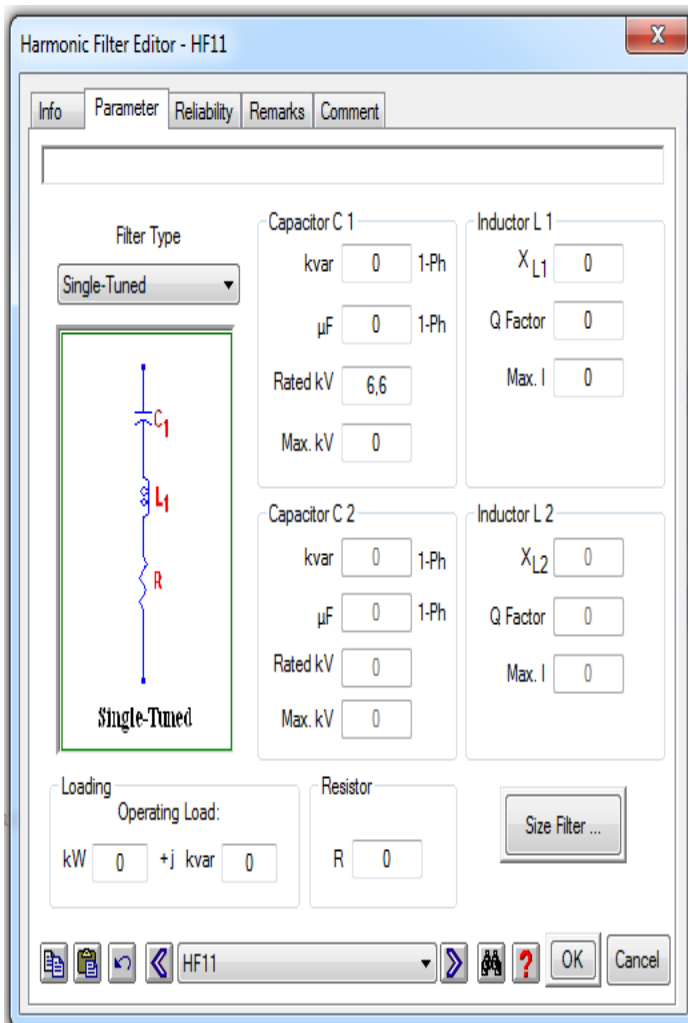 Harmonic Filter Editor - HF11
X
Info Parameter Reliability Remarks Comment
Filter Type
Single-Tuned
C1
L1
R
Single-Tuned
Capacitor C 1
kvar 0 1-Ph
µF 0 1-Ph
Rated kV 6,6
Max. kV 0
Inductor L 1
XL1 0
Q Factor 0
Max. I 0
Capacitor C 2
kvar 0 1-Ph
µF 0 1-Ph
Rated kV 0
Max. kV 0
Inductor L 2
XL2 0
Q Factor 0
Max. I 0
Loading
Operating Load:
kW 0 +j kvar 0
Resistor
R 0
Size Filter ...
HF11
?
OK
Cancel